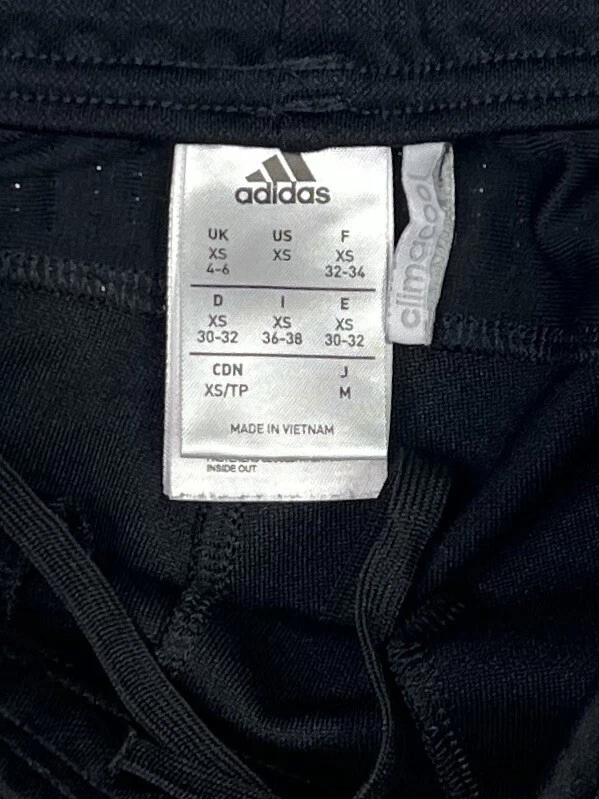 adidas
UK US F
XS XS XS
4-6 32-34
D I E
XS XS XS
30-32 36-38 30-32
CDN J
XS/TP M
MADE IN VIETNAM
INSIDE OUT
climacool